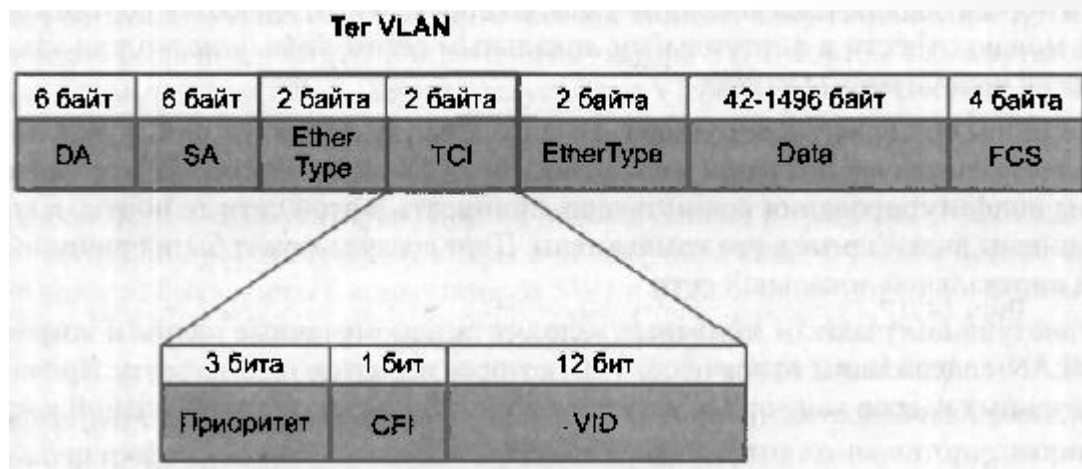 Тег VLAN
6 байт 6 байт 2 байта 2 байта 2 байта 42-1496 байт 4 байта
DA SA Ether Type TCI EtherType Data FCS
3 бита 1 бит 12 бит
Приоритет CFI VID